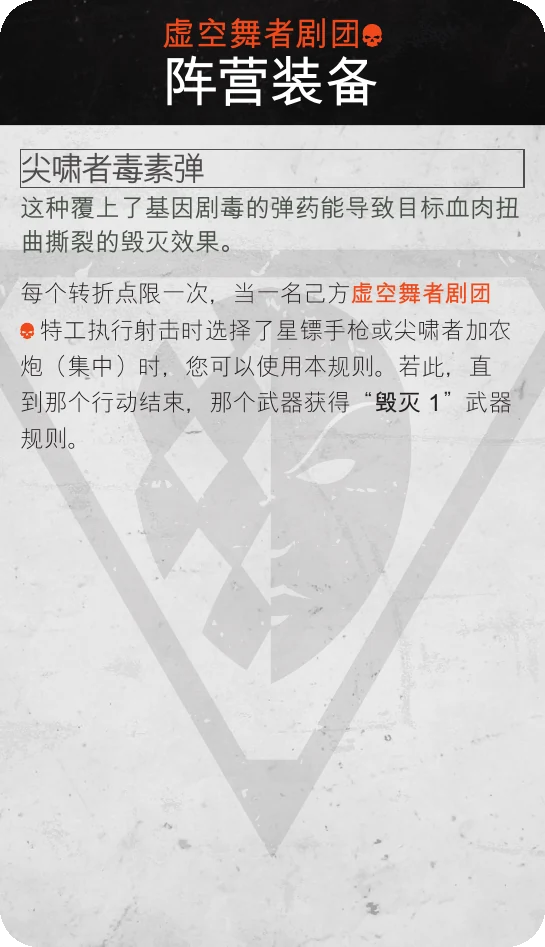 虚空舞者剧团
阵营装备
尖啸者毒素弹
这种覆上了基因剧毒的弹药能导致目标血肉扭
曲撕裂的毁灭效果。
每个转折点限一次，当一名己方虚空舞者剧团
特工执行射击时选择了星镖手枪或尖啸者加农
炮（集中）时，您可以使用本规则。若此，直
到那个行动结束，那个武器获得“毁灭 1”武器
规则。